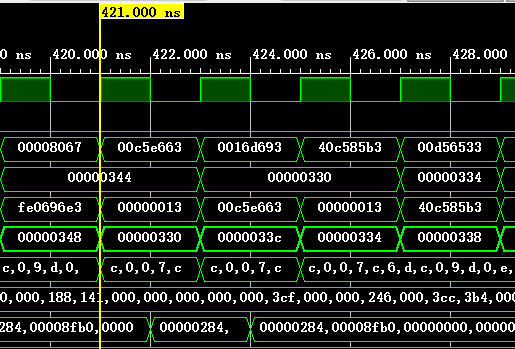 421.000 ns
0 ns 420.000 ns 422.000 ns 424.000 ns 426.000 ns 428.000
00008067 00c5e663 0016d693 40c585b3 00d56533
00000344 00000330 00000334
fe0696e3 00000013 00c5e663 00000013 40c585b3
00000348 00000330 0000033c 00000334 00000338
c,0,9,d,0, c,0,0,7,c c,0,0,7,c c,0,0,7,c,6,d,c,0,9,d,0,e,
0,000,188,141,000,000,000,000,000,3cf,000,000,246,000,3cc,3b4,000
284,00008fb0,0000 00000284, 00000284,00008fb0,00000000,00000